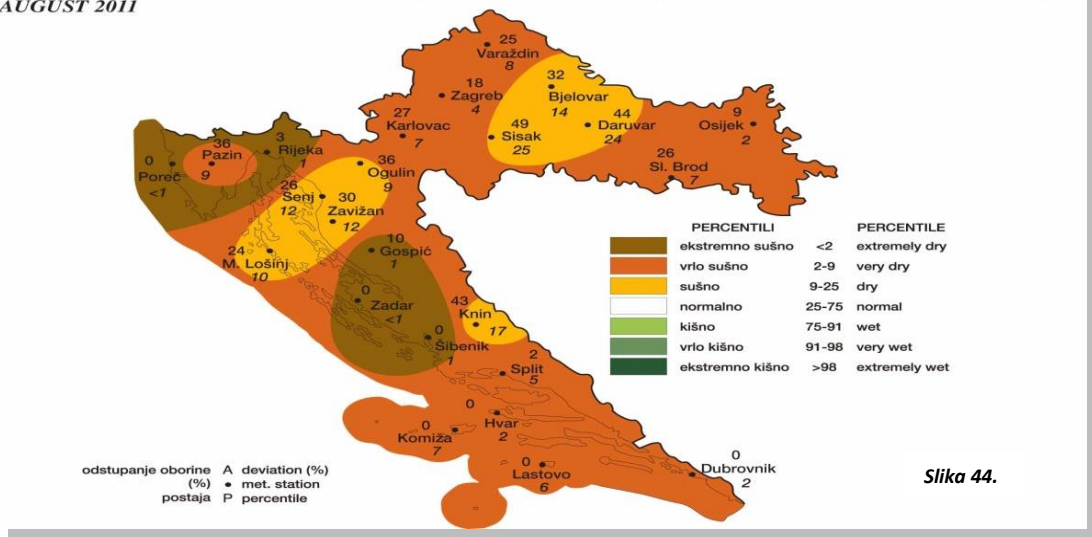 AUGUST 2011
25
Varaždin
8
18
Zagreb
4
32
Bjelovar
14
27
Karlovac
7
49
Sisak
25
44
Daruvar
24
9
Osijek
2
26
Sl. Brod
7
0
Poreč
<1
36
Pazin
9
3
Rijeka
1
36
Ogulin
9
26
Senj
12
30
Zavižan
12
24
M. Lošinj
10
10
Gospić
1
0
Zadar
<1
0
Šibenik
1
43
Knin
17
2
Split
5
0
Hvar
2
0
Komiža
7
0
Lastovo
6
0
Dubrovnik
2
PERCENTILI PERCENTILE
ekstremno sušno <2 extremely dry
vrlo sušno 2-9 very dry
sušno 9-25 dry
normalno 25-75 normal
kišno 75-91 wet
vrlo kišno 91-98 very wet
ekstremno kišno >98 extremely wet
odstupanje oborine A deviation (%)
(%) • met. station
postaja P percentile
Slika 44.